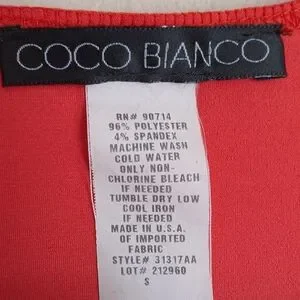 COCO BIANCO
RN# 90714
96% POLYESTER
4% SPANDEX
MACHINE WASH
COLD WATER
ONLY NON-
CHLORINE BLEACH
IF NEEDED
TUMBLE DRY LOW
COOL IRON
IF NEEDED
MADE IN U.S.A.
OF IMPORTED
FABRIC
STYLE# 31317AA
LOT# 212960
S